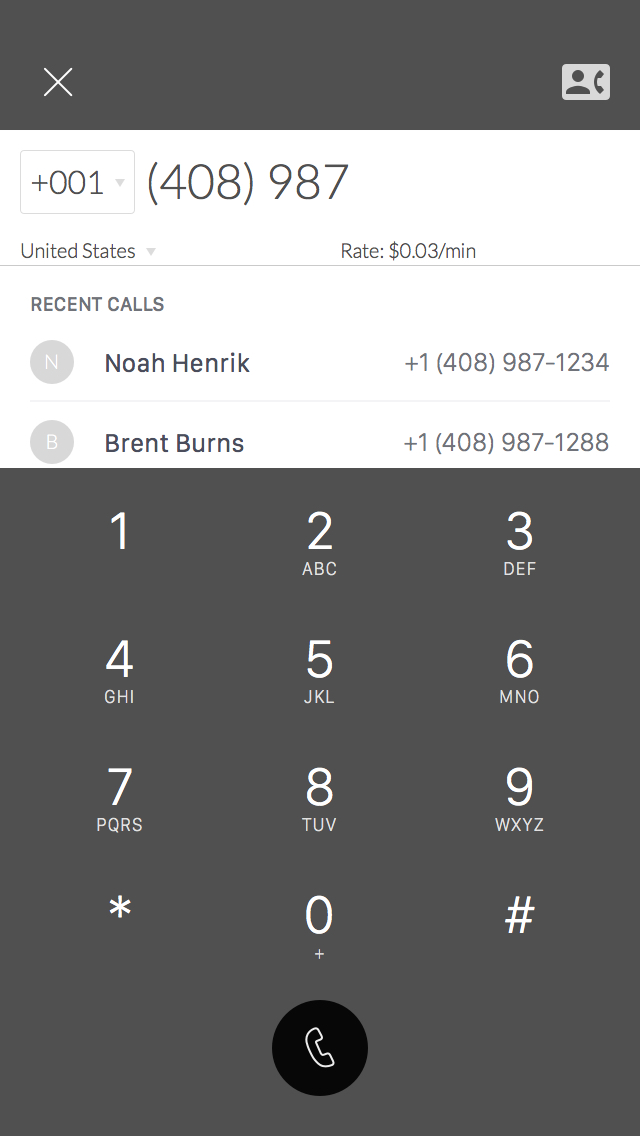 +001 (408) 987
United States Rate: $0.03/min
RECENT CALLS
N Noah Henrik +1 (408) 987-1234
B Brent Burns +1 (408) 987-1288
1 2 3
ABC DEF
4 5 6
GHI JKL MNO
7 8 9
PQRS TUV WXYZ
* 0 #
+